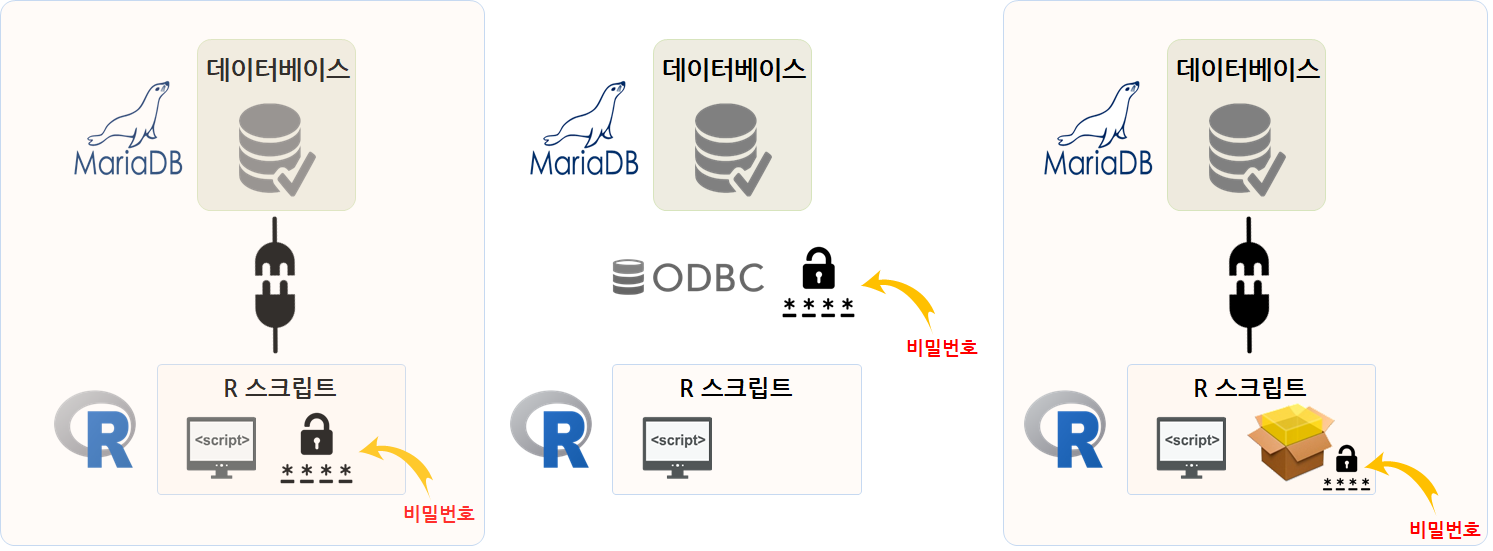 데이터베이스
MariaDB
R 스크립트
R
<script>
****
비밀번호
데이터베이스
MariaDB
ODBC
****
비밀번호
R 스크립트
R
<script>
데이터베이스
MariaDB
R 스크립트
R
<script>
****
비밀번호